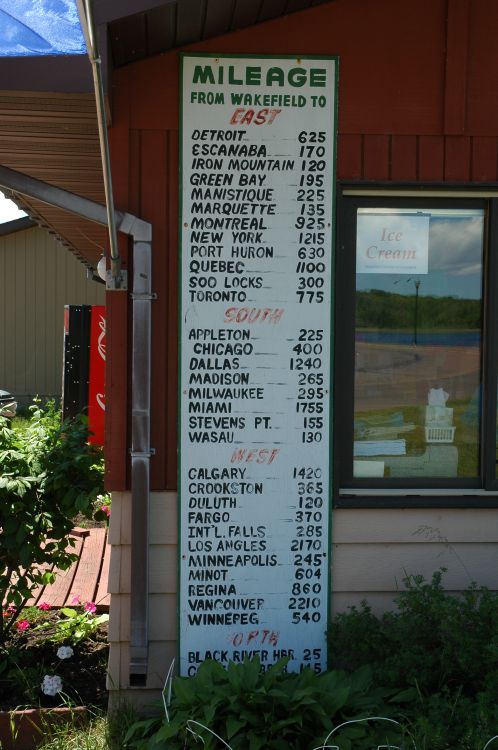 MILEAGE
FROM WAKEFIELD TO
EAST
DETROIT 625
ESCANABA 170
IRON MOUNTAIN 120
GREEN BAY 195
MANISTIQUE 225
MARQUETTE 135
MONTREAL 925
NEW YORK 1215
PORT HURON 630
QUEBEC 1100
SOO LOCKS 300
TORONTO 775
SOUTH
APPLETON 225
CHICAGO 400
DALLAS 1240
MADISON 265
MILWAUKEE 295
MIAMI 1755
STEVENS PT. 155
WASAU 130
WEST
CALGARY 1420
CROOKSTON 365
DULUTH 120
FARGO 370
INT'L. FALLS 285
LOS ANGLES 2170
MINNEAPOLIS 245
MINOT 604
REGINA 860
VANCOUVER 2210
WINNEPEG 540
NORTH
BLACK RIVER HBR. 25
145
Ice
Cream